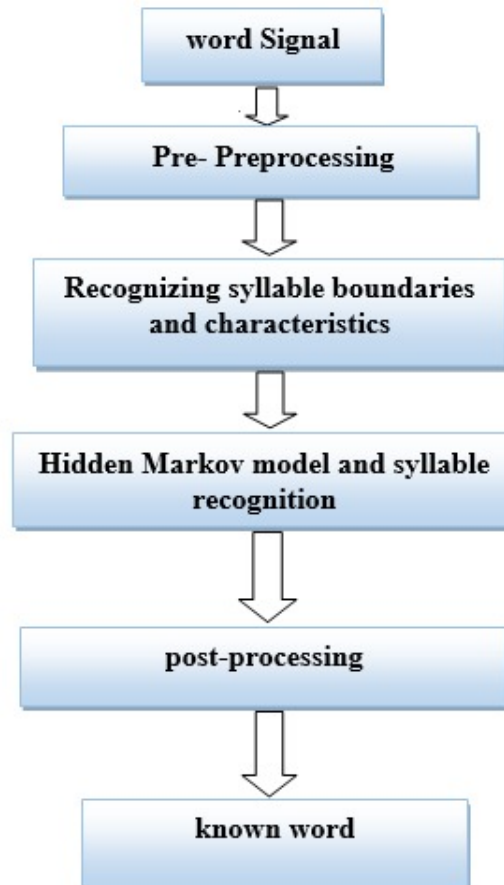 word Signal
Pre- Preprocessing
Recognizing syllable boundaries
and characteristics
Hidden Markov model and syllable
recognition
post-processing
known word